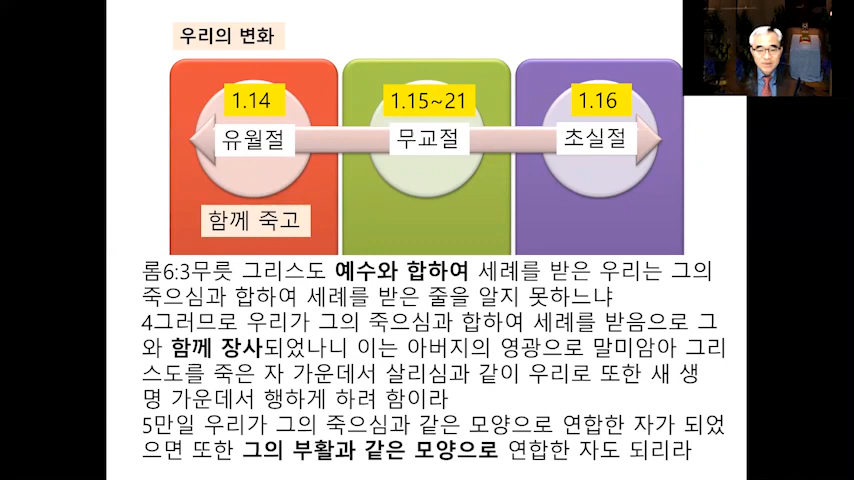 우리의 변화
1.14
1.15~21
1.16
유월절
무교절
초실절
함께 죽고
롬6:3무릇 그리스도 예수와 합하여 세례를 받은 우리는 그의
죽으심과 합하여 세례를 받은 줄을 알지 못하느냐
4그러므로 우리가 그의 죽으심과 합하여 세례를 받음으로 그
와 함께 장사되었나니 이는 아버지의 영광으로 말미암아 그리
스도를 죽은 자 가운데서 살리심과 같이 우리로 또한 새 생
명 가운데서 행하게 하려 함이라
5만일 우리가 그의 죽으심과 같은 모양으로 연합한 자가 되었
으면 또한 그의 부활과 같은 모양으로 연합한 자도 되리라